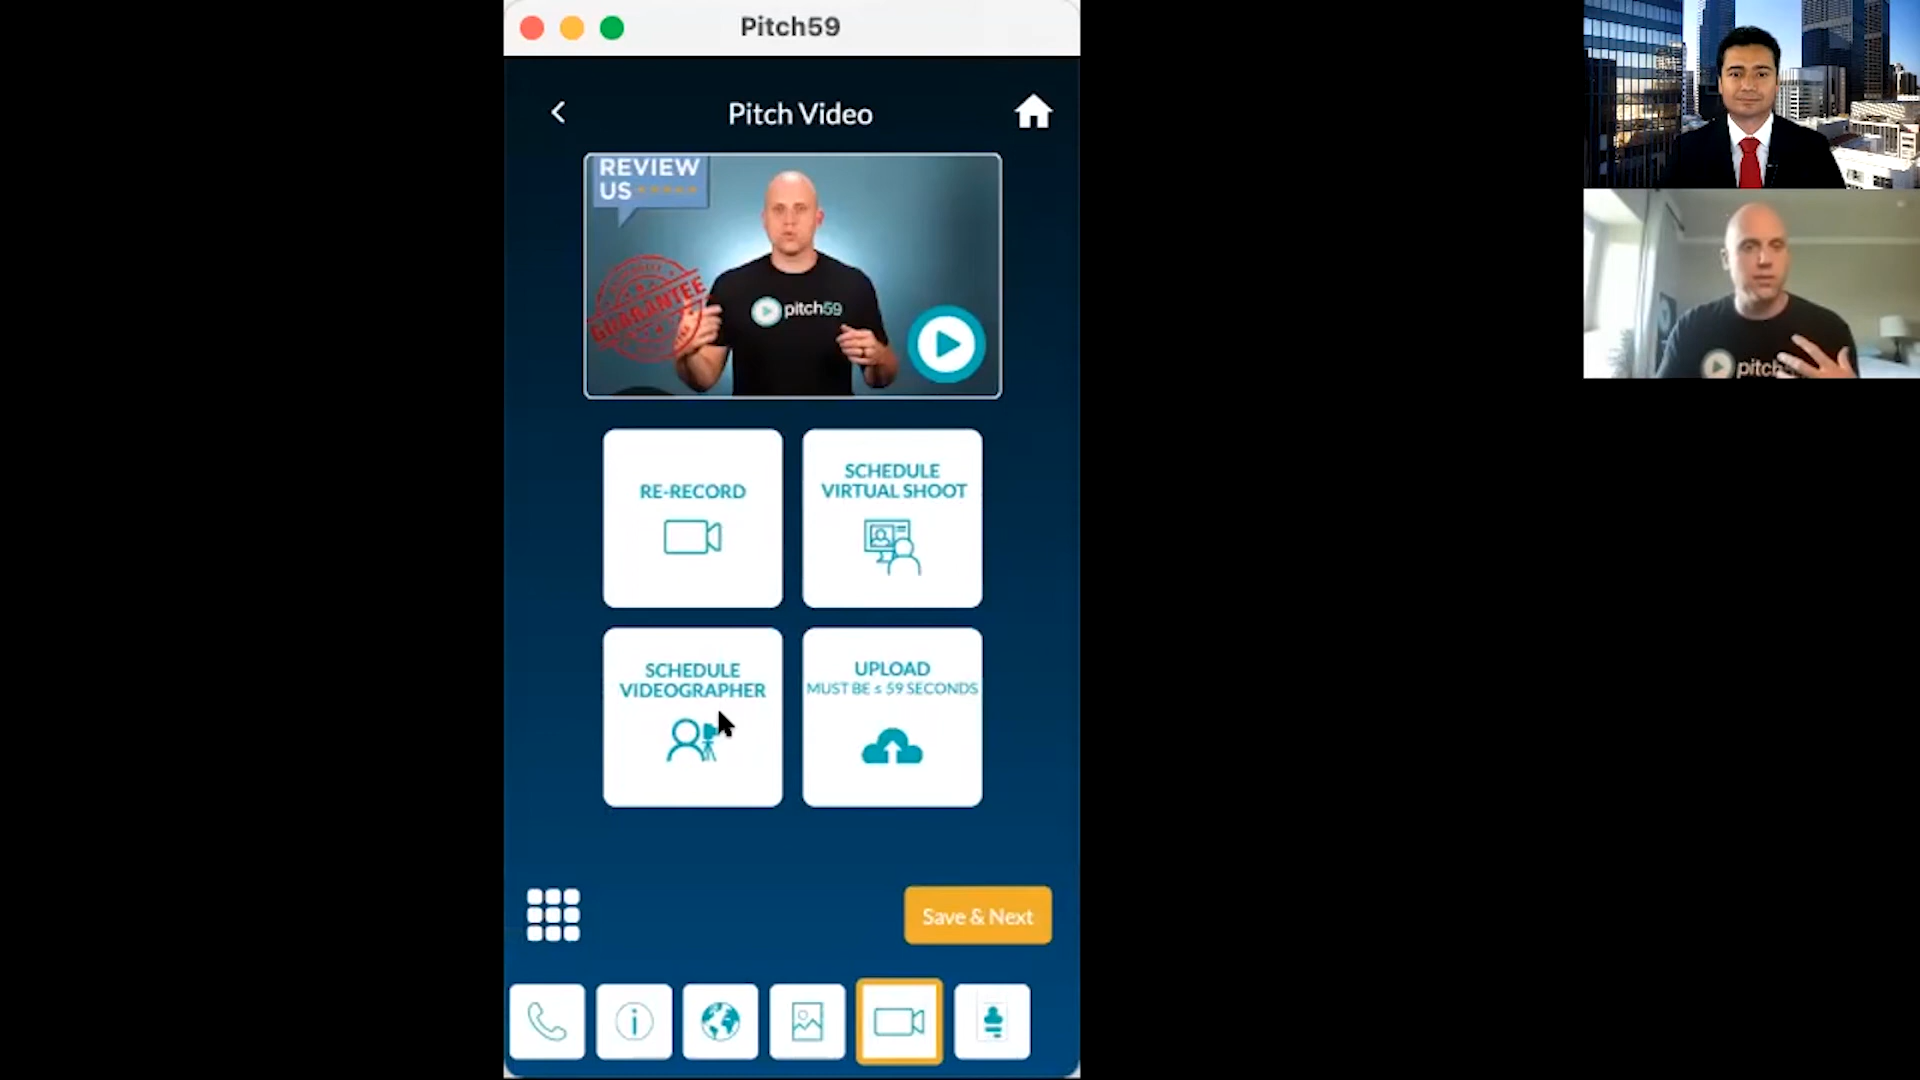 Pitch59
Pitch Video
REVIEW
US
GUARANTEE
pitch59
RE-RECORD
SCHEDULE
VIRTUAL SHOOT
SCHEDULE
VIDEOGRAPHER
UPLOAD
MUST BE ≤ 59 SECONDS
Save & Next
pitch